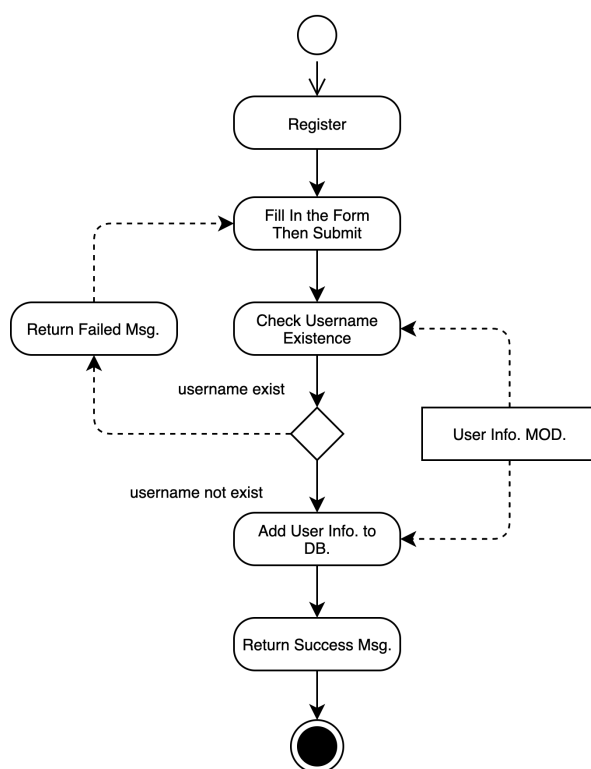 Register
Fill In the Form
Then Submit
Return Failed Msg.
Check Username
Existence
username exist
User Info. MOD.
username not exist
Add User Info. to
DB.
Return Success Msg.